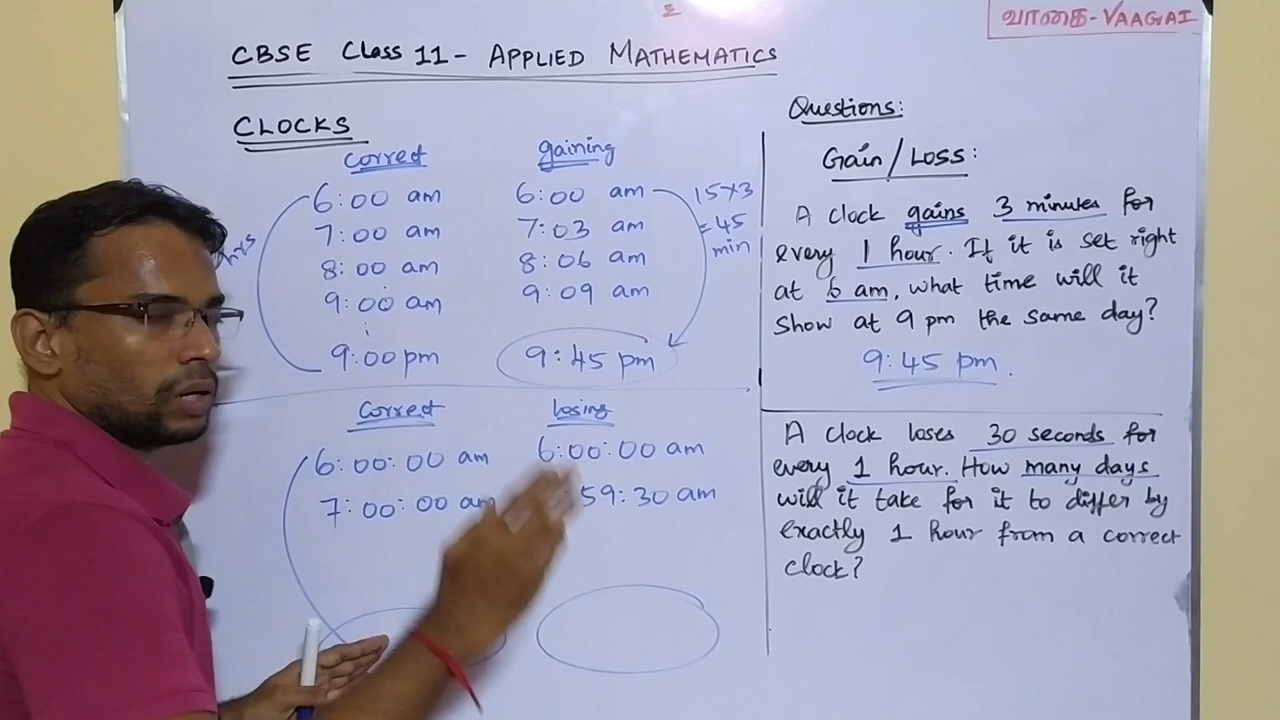 வாகை-VAAGAI
CBSE Class 11 - APPLIED MATHEMATICS
CLOCKS
correct gaining
6:00 am 6:00 am
7:00 am 7:03 am
8:00 am 8:06 am
9:00 am 9:09 am
9:00 pm 9:45 pm
hrs
15×3
= 45
min
correct losing
6:00:00 am 6:00:00 am
7:00:00 am :59:30 am
Questions:
Gain/Loss:
A clock gains 3 minutes for
every 1 hour. If it is set right
at 6 am, what time will it
show at 9 pm the same day?
9:45 pm.
A clock loses 30 seconds for
every 1 hour. How many days
will it take for it to differ by
exactly 1 hour from a correct
clock?